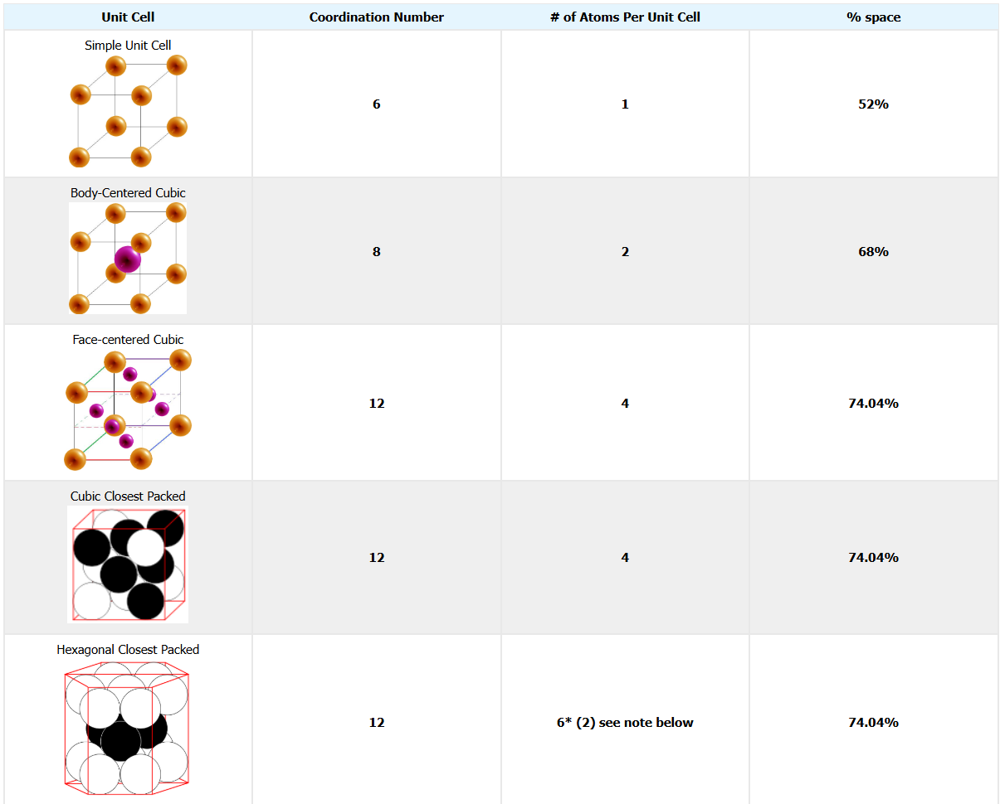 Unit Cell Coordination Number # of Atoms Per Unit Cell % space
Simple Unit Cell
6 1 52%
Body-Centered Cubic
8 2 68%
Face-centered Cubic
12 4 74.04%
Cubic Closest Packed
12 4 74.04%
Hexagonal Closest Packed
12 6* (2) see note below 74.04%